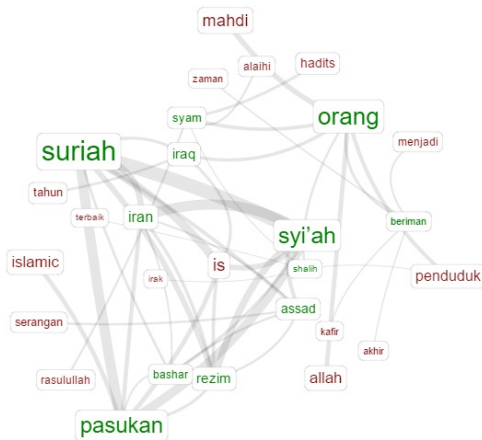 mahdi
alaihi
hadits
zaman
syam
orang
menjadi
suriah
iraq
tahun
terbaik
iran
beriman
syi'ah
islamic
is
shalih
penduduk
irak
assad
serangan
kafir
akhir
rasulullah
bashar
rezim
allah
pasukan